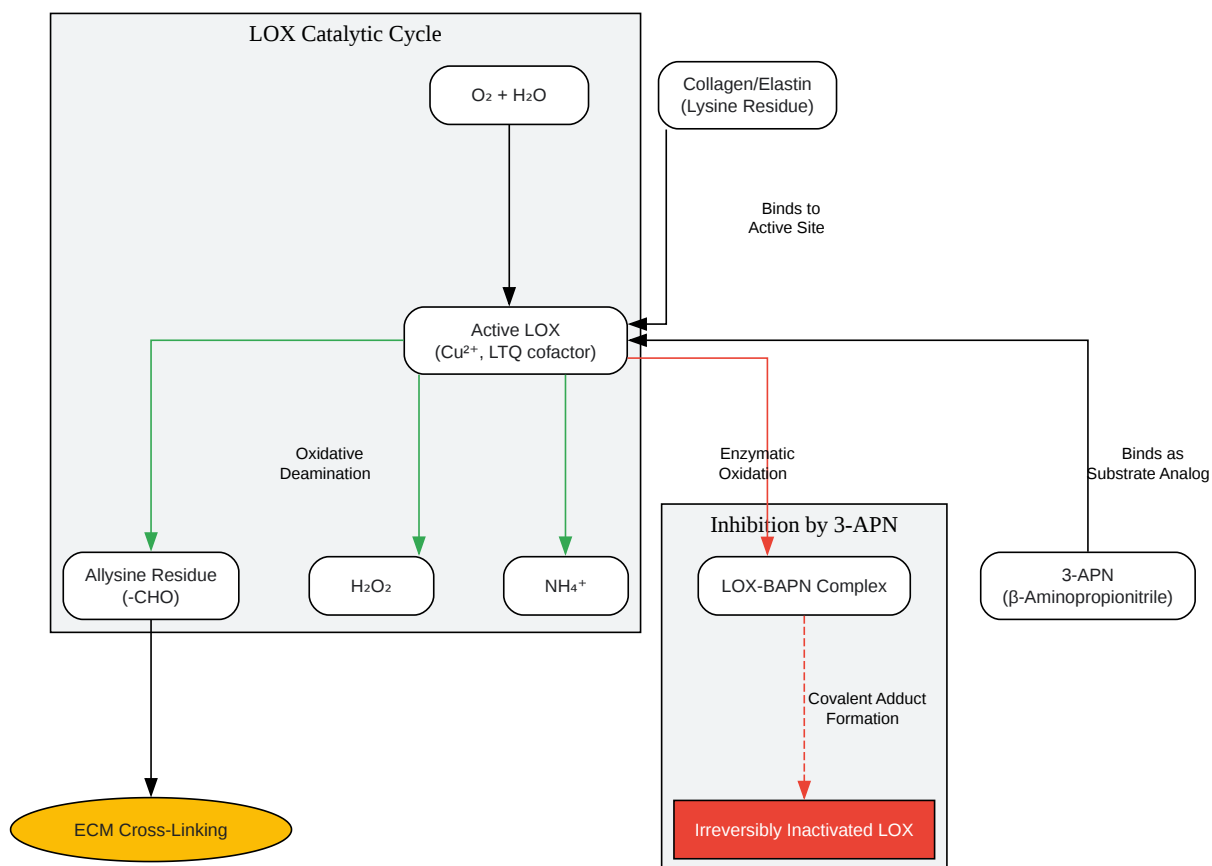 LOX Catalytic Cycle
O₂ + H₂O
Collagen/Elastin
(Lysine Residue)
Binds to
Active Site
Active LOX
(Cu²⁺, LTQ cofactor)
Oxidative
Deamination
Enzymatic
Oxidation
Binds as
Substrate Analog
Inhibition by 3-APN
Allysine Residue
(-CHO)
H₂O₂
NH₄⁺
LOX-BAPN Complex
3-APN
(β-Aminopropionitrile)
Covalent Adduct
Formation
ECM Cross-Linking
Irreversibly Inactivated LOX